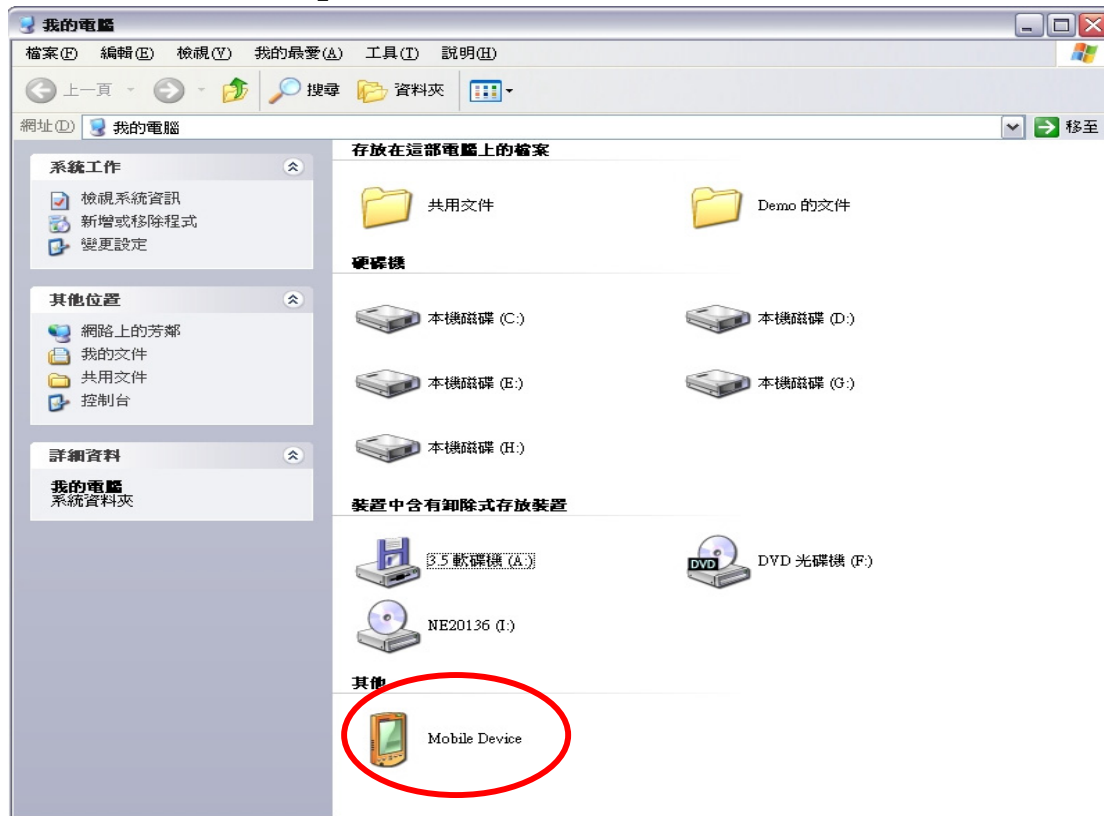 我的電腦
檔案(F) 編輯(E) 檢視(V) 我的最愛(A) 工具(T) 說明(H)
上一頁 搜尋 資料夾
網址(D) 我的電腦 移至
系統工作
檢視系統資訊
新增或移除程式
變更設定
其他位置
網路上的芳鄰
我的文件
共用文件
控制台
詳細資料
我的電腦
系統資料夾
存放在這部電腦上的檔案
共用文件 Demo 的文件
硬碟機
本機磁碟 (C:) 本機磁碟 (D:)
本機磁碟 (E:) 本機磁碟 (G:)
本機磁碟 (H:)
裝置中含有卸除式存放裝置
3.5 軟碟機 (A:) DVD 光碟機 (F:)
DVD
NE20136 (I:)
其他
Mobile Device